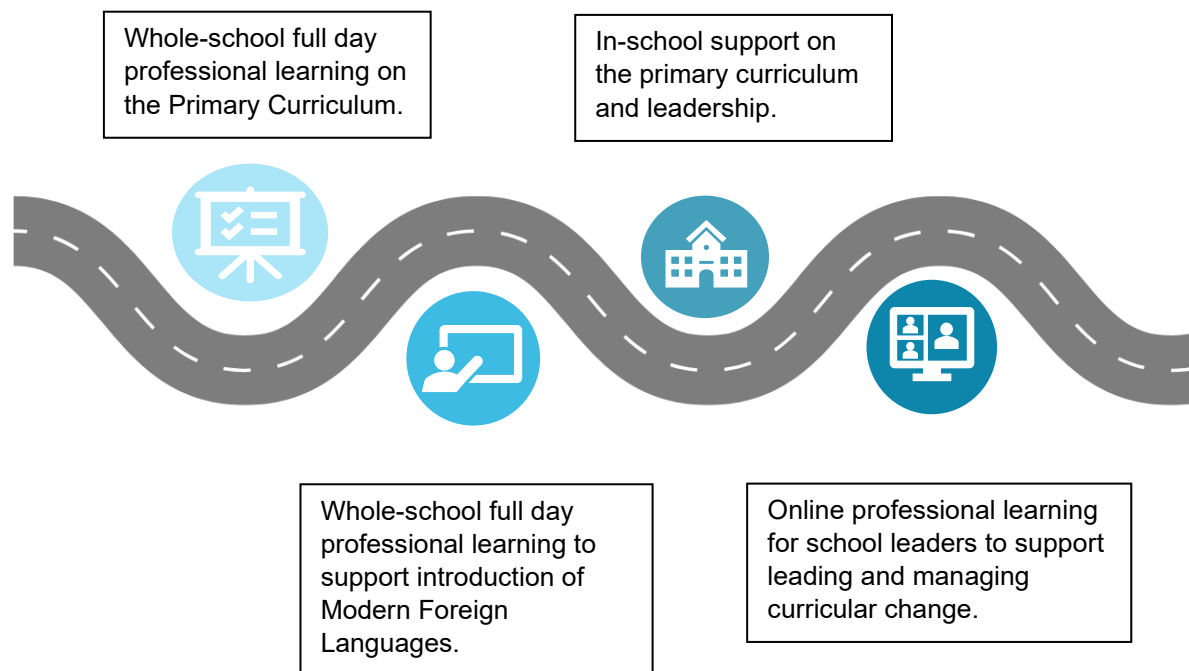 Whole-school full day
professional learning on
the Primary Curriculum.
In-school support on
the primary curriculum
and leadership.
Whole-school full day
professional learning to
support introduction of
Modern Foreign
Languages.
Online professional learning
for school leaders to support
leading and managing
curricular change.